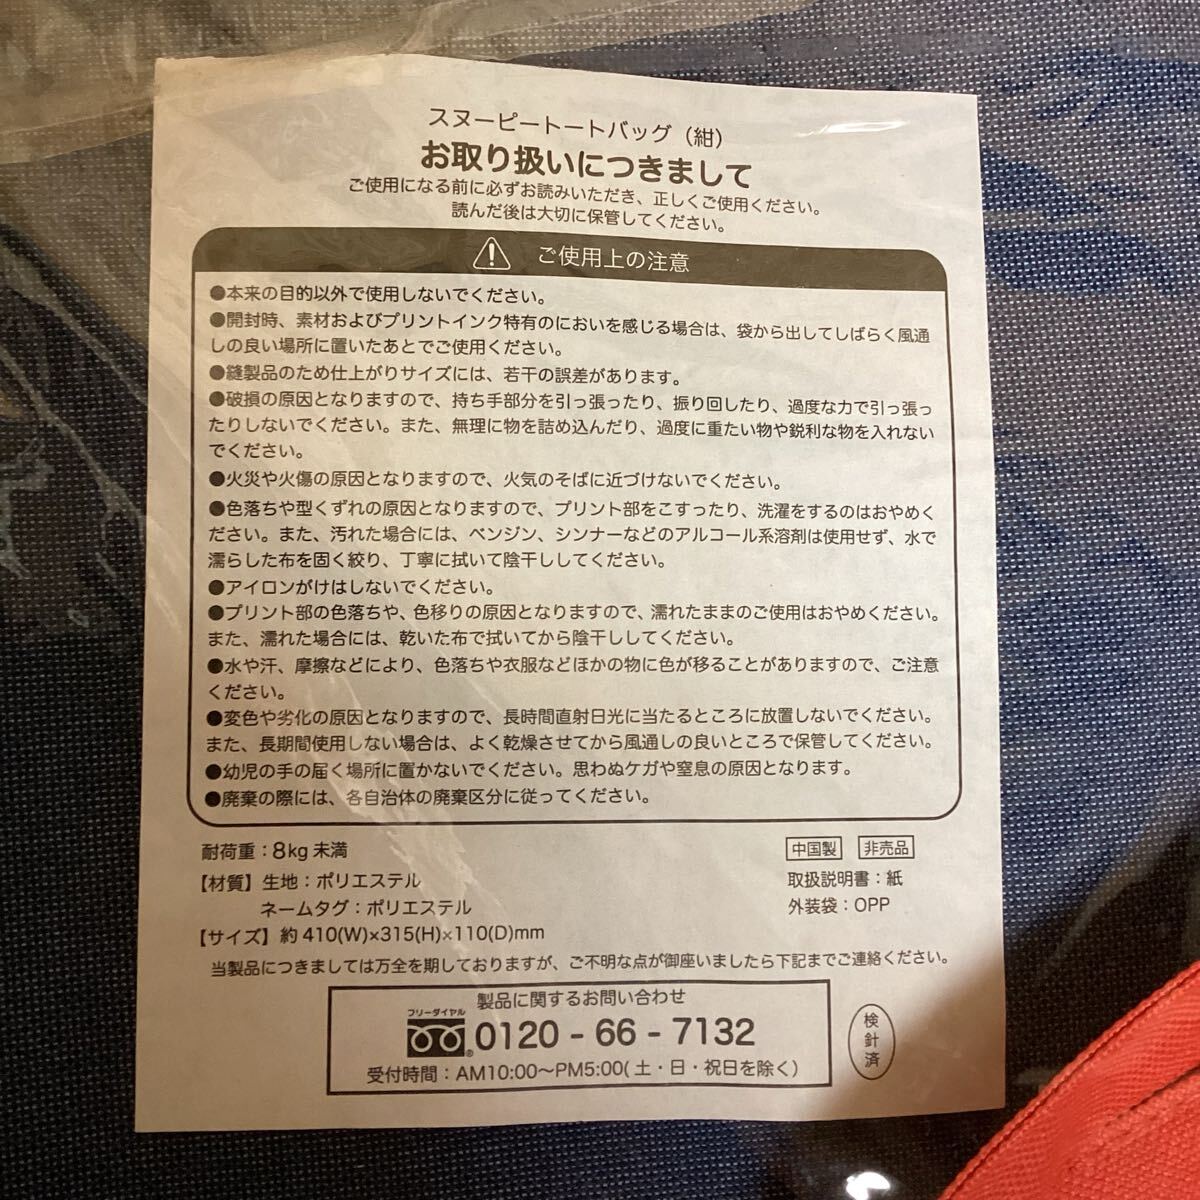 スヌーピートートバッグ（紺）
お取り扱いにつきまして
ご使用になる前に必ずお読みいただき、正しくご使用ください。
読んだ後は大切に保管してください。
ご使用上の注意
●本来の目的以外で使用しないでください。
●開封時、素材およびプリントインク特有のにおいを感じる場合は、袋から出してしばらく風通
しの良い場所に置いたあとでご使用ください。
●縫製品のため仕上がりサイズには、若干の誤差があります。
●破損の原因となりますので、持ち手部分を引っ張ったり、振り回したり、過度な力で引っ張っ
たりしないでください。また、無理に物を詰め込んだり、過度に重たい物や鋭利な物を入れない
でください。
●火災や火傷の原因となりますので、火気のそばに近づけないでください。
●色落ちや型くずれの原因となりますので、プリント部をこすったり、洗濯をするのはおやめく
ださい。また、汚れた場合には、ベンジン、シンナーなどのアルコール系溶剤は使用せず、水で
濡らした布を固く絞り、丁寧に拭いて陰干ししてください。
●アイロンがけはしないでください。
●プリント部の色落ちや、色移りの原因となりますので、濡れたままのご使用はおやめください。
また、濡れた場合には、乾いた布で拭いてから陰干ししてください。
●水や汗、摩擦などにより、色落ちや衣服などほかの物に色が移ることがありますので、ご注意
ください。
●変色や劣化の原因となりますので、長時間直射日光に当たるところに放置しないでください。
また、長期間使用しない場合は、よく乾燥させてから風通しの良いところで保管してください。
●幼児の手の届く場所に置かないでください。思わぬケガや窒息の原因となります。
●廃棄の際には、各自治体の廃棄区分に従ってください。
耐荷重：8kg 未満
中国製 非売品
【材質】生地：ポリエステル
取扱説明書：紙
ネームタグ：ポリエステル
外装袋：OPP
【サイズ】約 410(W)×315(H)×110(D)mm
当製品につきましては万全を期しておりますが、ご不明な点が御座いましたら下記までご連絡ください。
製品に関するお問い合わせ
フリーダイヤル
0120 - 66 - 7132
受付時間：AM10:00〜PM5:00( 土・日・祝日を除く）
検針済